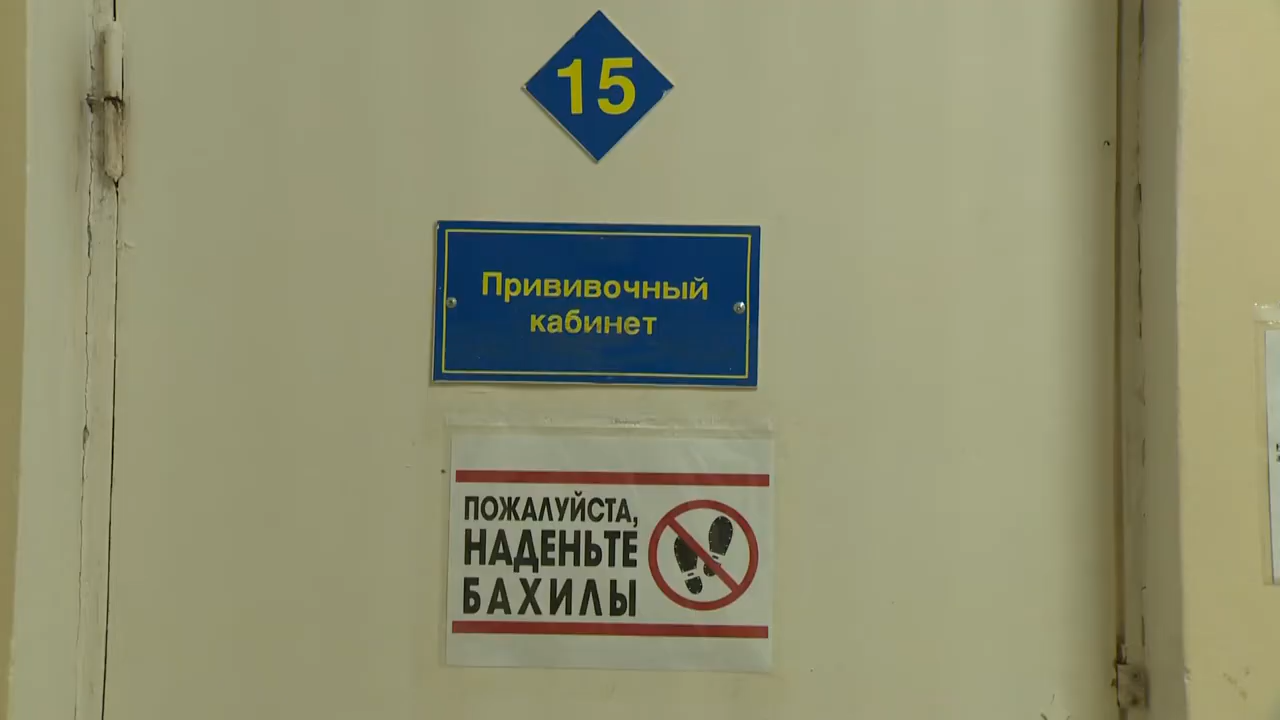 15
Прививочный
кабинет
ПОЖАЛУЙСТА,
НАДЕНЬТЕ
БАХИЛЫ